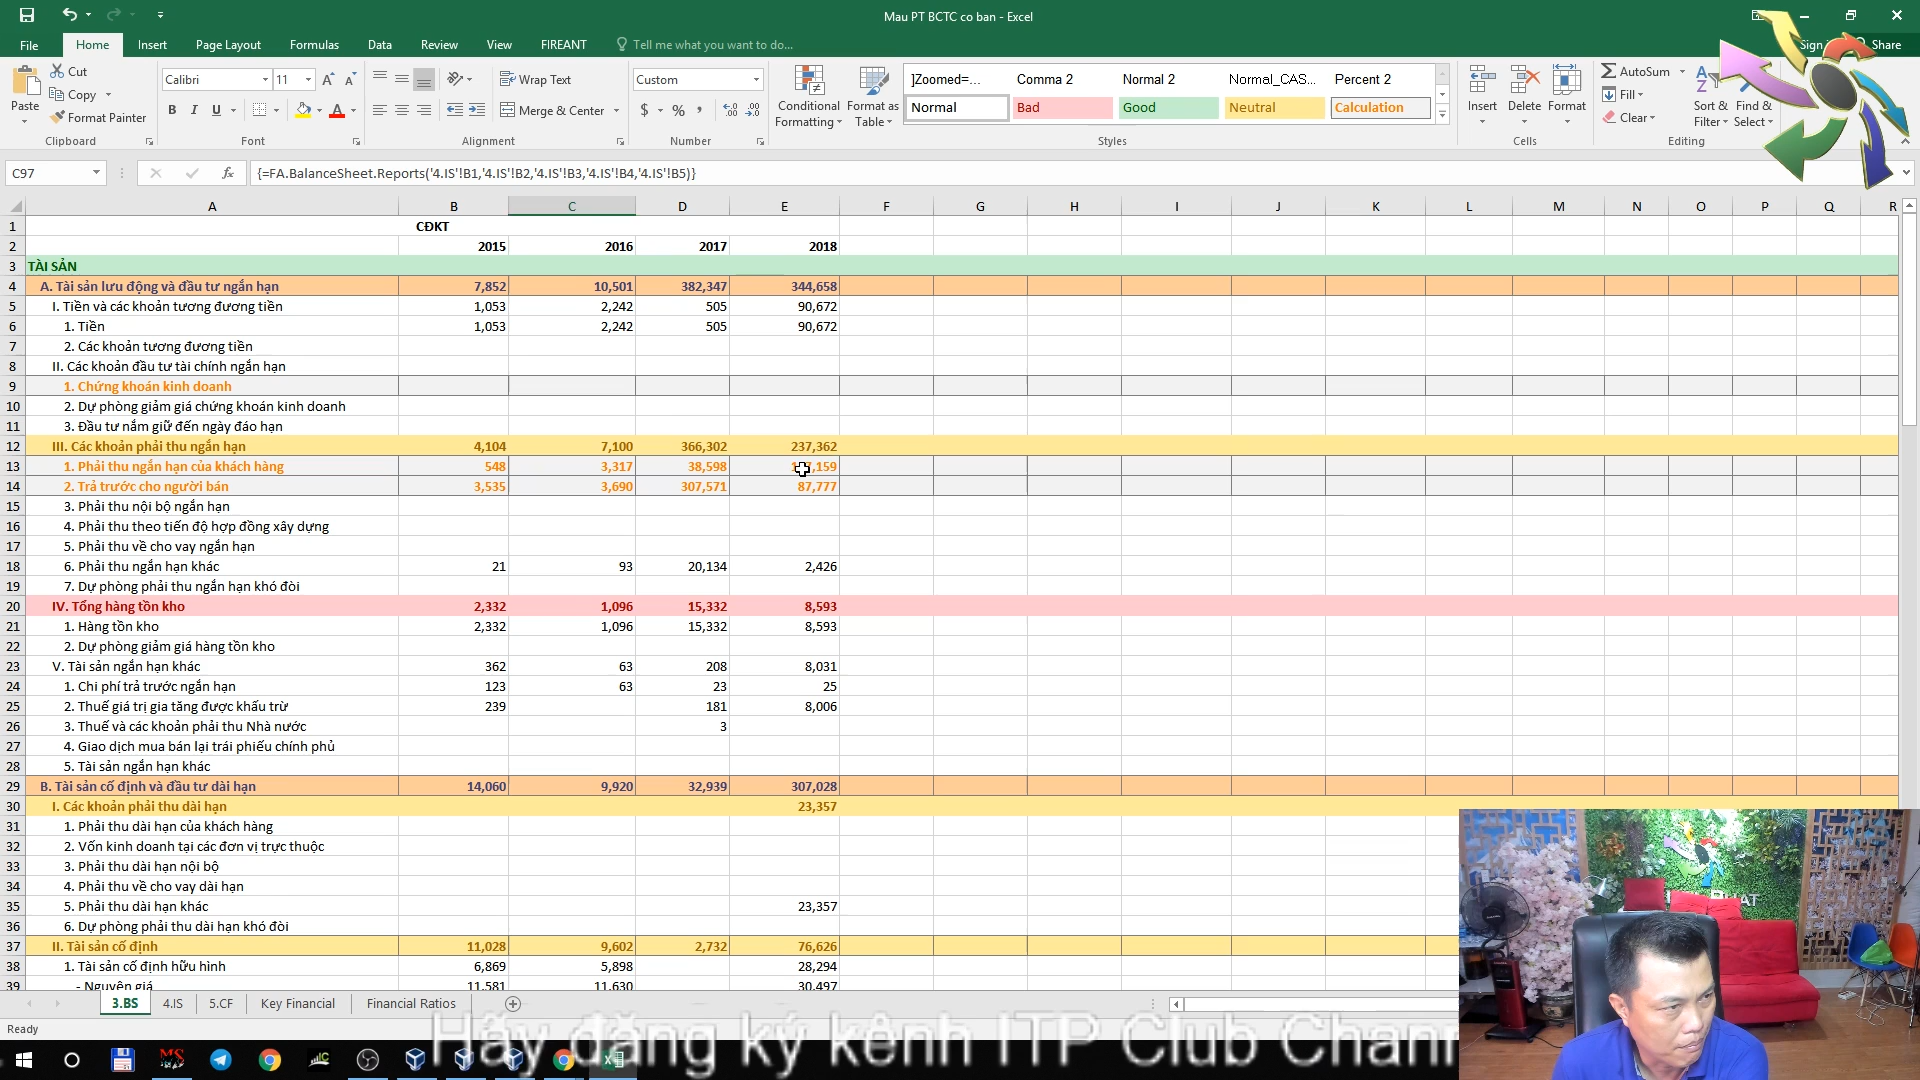 Mau PT BCTC co ban - Excel
File Home Insert Page Layout Formulas Data Review View FIREANT Tell me what you want to do... Share
Paste Cut Copy Format Painter Clipboard
Calibri 11 B I U Font
Wrap Text Merge & Center Alignment
Custom $ % Number
Conditional Formatting Format as Table
]Zoomed=... Comma 2 Normal 2 Normal_CAS... Percent 2
Normal Bad Good Neutral Calculation
Styles
Insert Delete Format Cells
AutoSum Fill Clear Sort & Filter Find & Select Editing
C97 fx {=FA.BalanceSheet.Reports('4.IS'!B1,'4.IS'!B2,'4.IS'!B3,'4.IS'!B4,'4.IS'!B5)}
A B C D E F G H I J K L M N O P Q R
1 CĐKT
2 2015 2016 2017 2018
3 TÀI SẢN
4 A. Tài sản lưu động và đầu tư ngắn hạn 7,852 10,501 382,347 344,658
5 I. Tiền và các khoản tương đương tiền 1,053 2,242 505 90,672
6 1. Tiền 1,053 2,242 505 90,672
7 2. Các khoản tương đương tiền
8 II. Các khoản đầu tư tài chính ngắn hạn
9 1. Chứng khoán kinh doanh
10 2. Dự phòng giảm giá chứng khoán kinh doanh
11 3. Đầu tư nắm giữ đến ngày đáo hạn
12 III. Các khoản phải thu ngắn hạn 4,104 7,100 366,302 237,362
13 1. Phải thu ngắn hạn của khách hàng 548 3,317 38,598
14 2. Trả trước cho người bán 3,535 3,690 307,571 87,777
15 3. Phải thu nội bộ ngắn hạn
16 4. Phải thu theo tiến độ hợp đồng xây dựng
17 5. Phải thu về cho vay ngắn hạn
18 6. Phải thu ngắn hạn khác 21 93 20,134 2,426
19 7. Dự phòng phải thu ngắn hạn khó đòi
20 IV. Tổng hàng tồn kho 2,332 1,096 15,332 8,593
21 1. Hàng tồn kho 2,332 1,096 15,332 8,593
22 2. Dự phòng giảm giá hàng tồn kho
23 V. Tài sản ngắn hạn khác 362 63 208 8,031
24 1. Chi phí trả trước ngắn hạn 123 63 23 25
25 2. Thuế giá trị gia tăng được khấu trừ 239 181 8,006
26 3. Thuế và các khoản phải thu Nhà nước 3
27 4. Giao dịch mua bán lại trái phiếu chính phủ
28 5. Tài sản ngắn hạn khác
29 B. Tài sản cố định và đầu tư dài hạn 14,060 9,920 32,939 307,028
30 I. Các khoản phải thu dài hạn 23,357
31 1. Phải thu dài hạn của khách hàng
32 2. Vốn kinh doanh tại các đơn vị trực thuộc
33 3. Phải thu dài hạn nội bộ
34 4. Phải thu về cho vay dài hạn
35 5. Phải thu dài hạn khác 23,357
36 6. Dự phòng phải thu dài hạn khó đòi
37 II. Tài sản cố định 11,028 9,602 2,732 76,626
38 1. Tài sản cố định hữu hình 6,869 5,898 28,294
39 - Nguyên giá 11,581 11,630 30,497
3.BS 4.IS 5.CF Key Financial Financial Ratios
Ready
Hãy đăng ký kênh ITP Club Chann